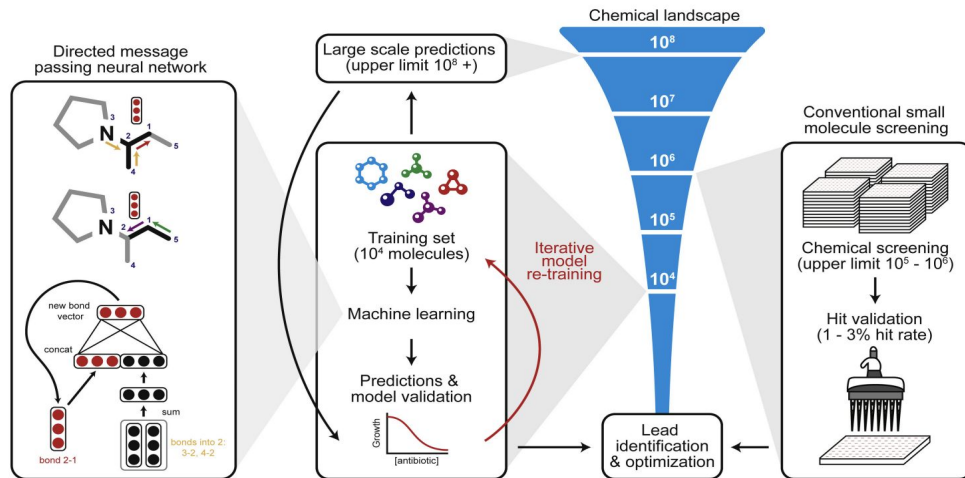 Directed message
passing neural network
3
N
2
1
5
4
3
N
2
1
5
4
new bond
vector
concat
sum
bond 2-1
bonds into 2:
3-2, 4-2
Large scale predictions
(upper limit 10⁸ +)
Training set
(10⁴ molecules)
Machine learning
Predictions &
model validation
Growth
[antibiotic]
Iterative
model
re-training
Chemical landscape
10⁸
10⁷
10⁶
10⁵
10⁴
Lead
identification
& optimization
Conventional small
molecule screening
Chemical screening
(upper limit 10⁵ - 10⁶)
Hit validation
(1 - 3% hit rate)